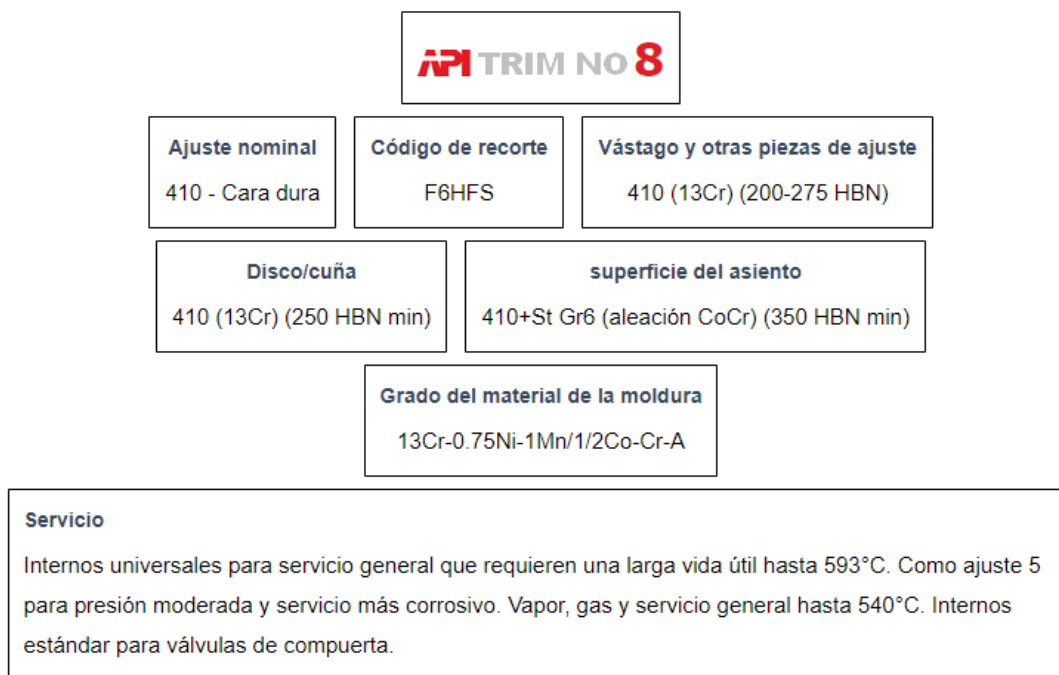 API TRIM NO 8
Ajuste nominal
410 - Cara dura
Código de recorte
F6HFS
Vástago y otras piezas de ajuste
410 (13Cr) (200-275 HBN)
Disco/cuña
410 (13Cr) (250 HBN min)
superficie del asiento
410+St Gr6 (aleación CoCr) (350 HBN min)
Grado del material de la moldura
13Cr-0.75Ni-1Mn/1/2Co-Cr-A
Servicio
Internos universales para servicio general que requieren una larga vida útil hasta 593°C. Como ajuste 5
para presión moderada y servicio más corrosivo. Vapor, gas y servicio general hasta 540°C. Internos
estándar para válvulas de compuerta.